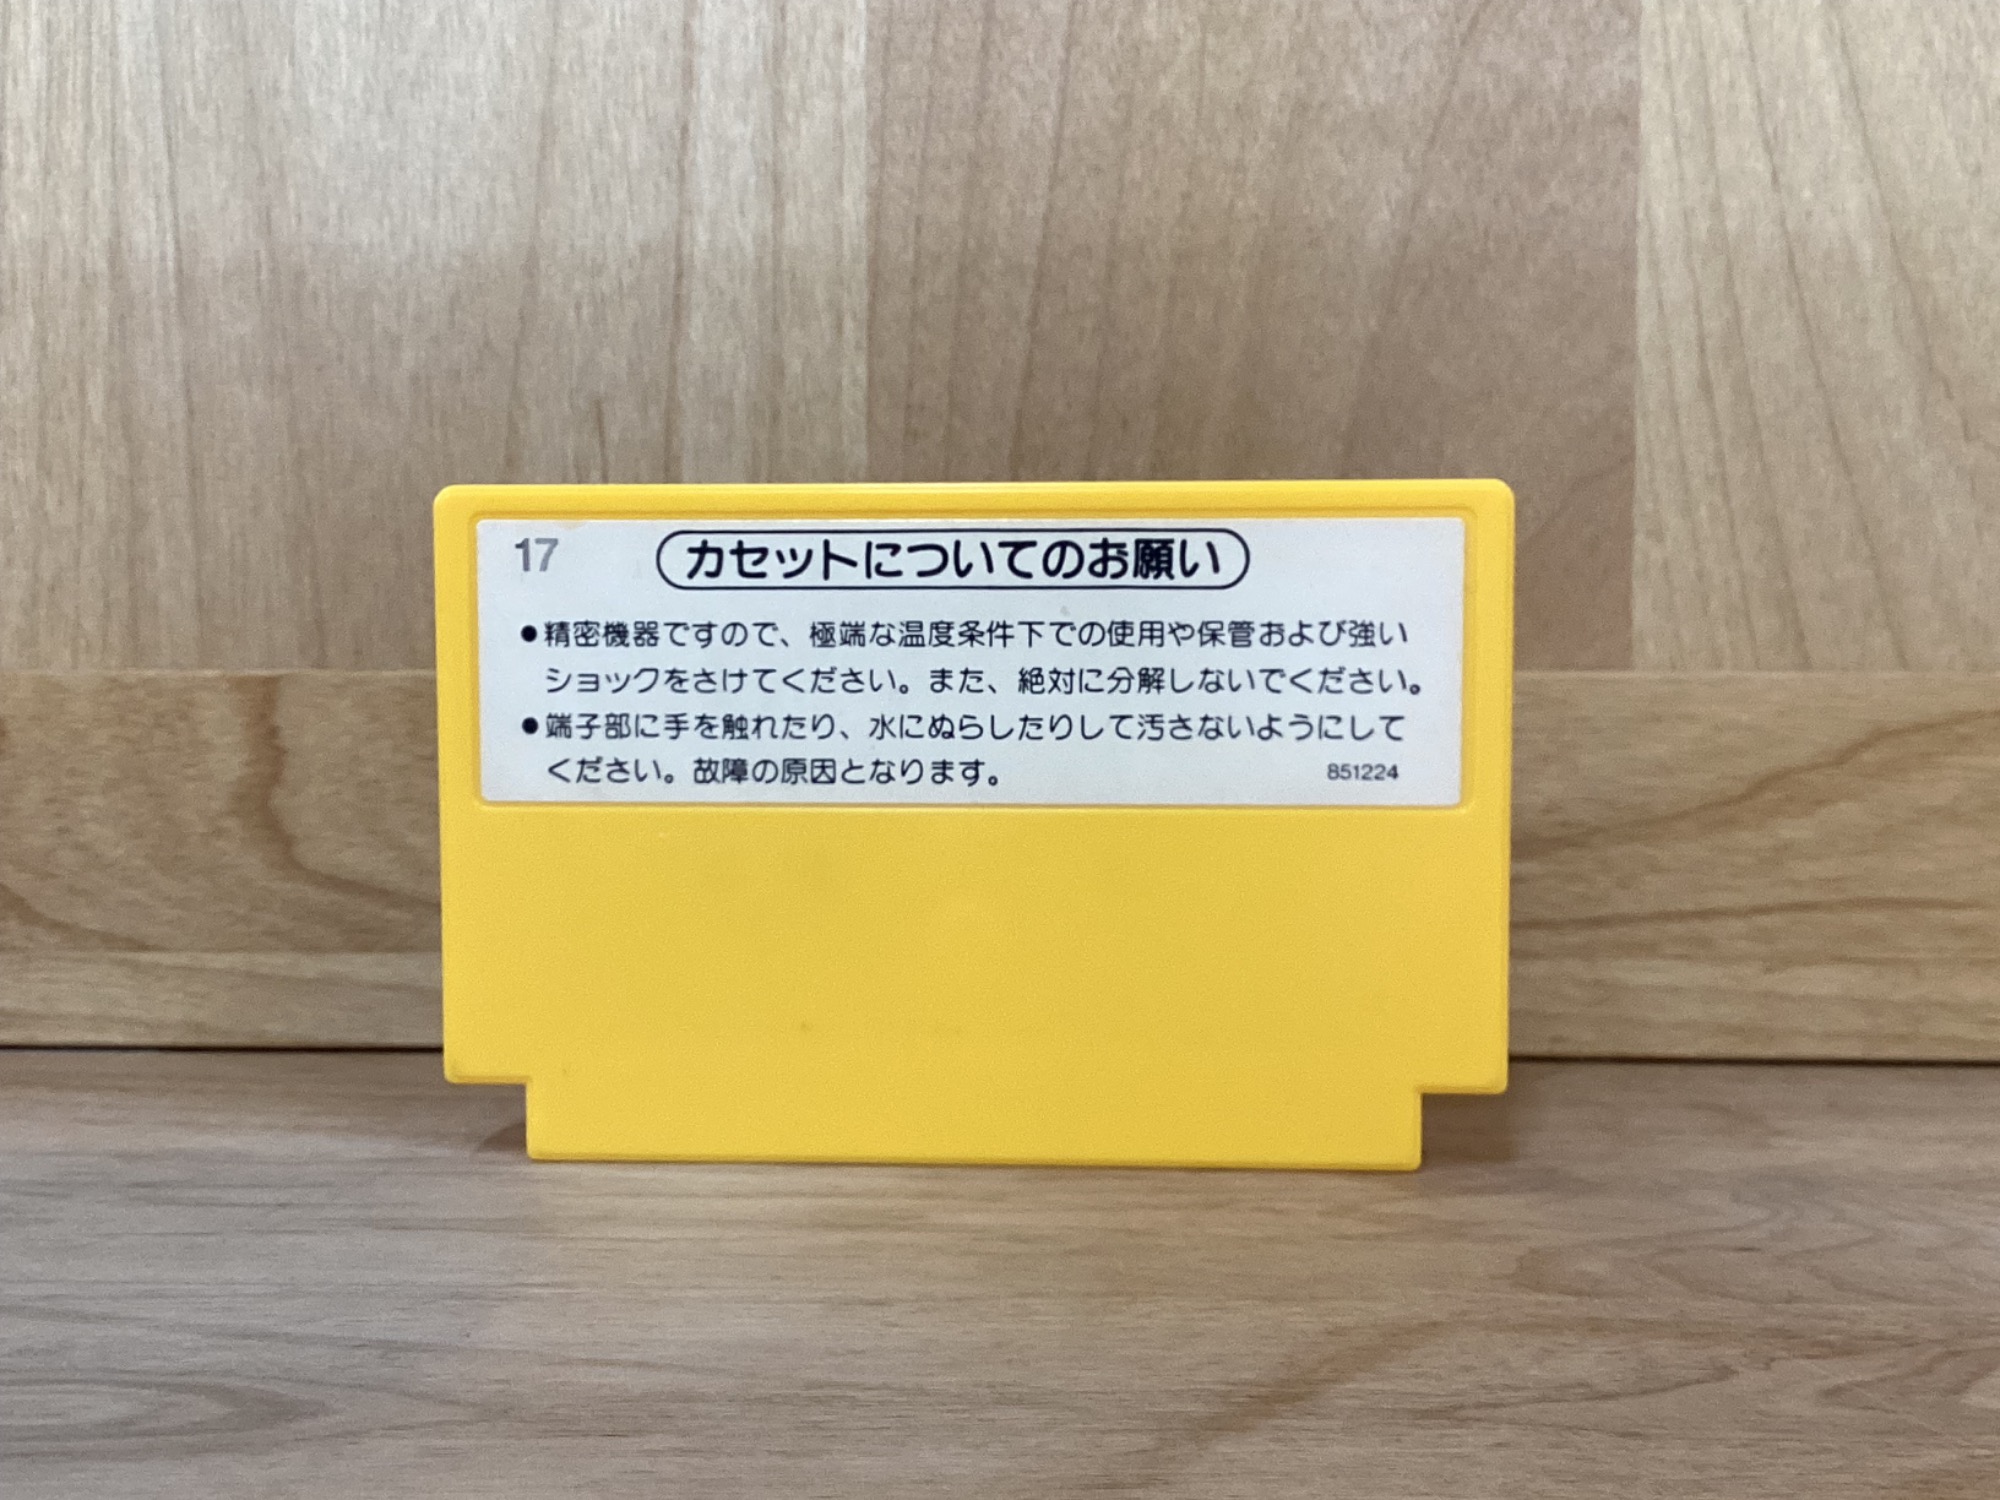 17
カセットについてのお願い
●精密機器ですので、極端な温度条件下での使用や保管および強い
ショックをさけてください。また、絶対に分解しないでください。
●端子部に手を触れたり、水にぬらしたりして汚さないようにして
ください。故障の原因となります。 851224